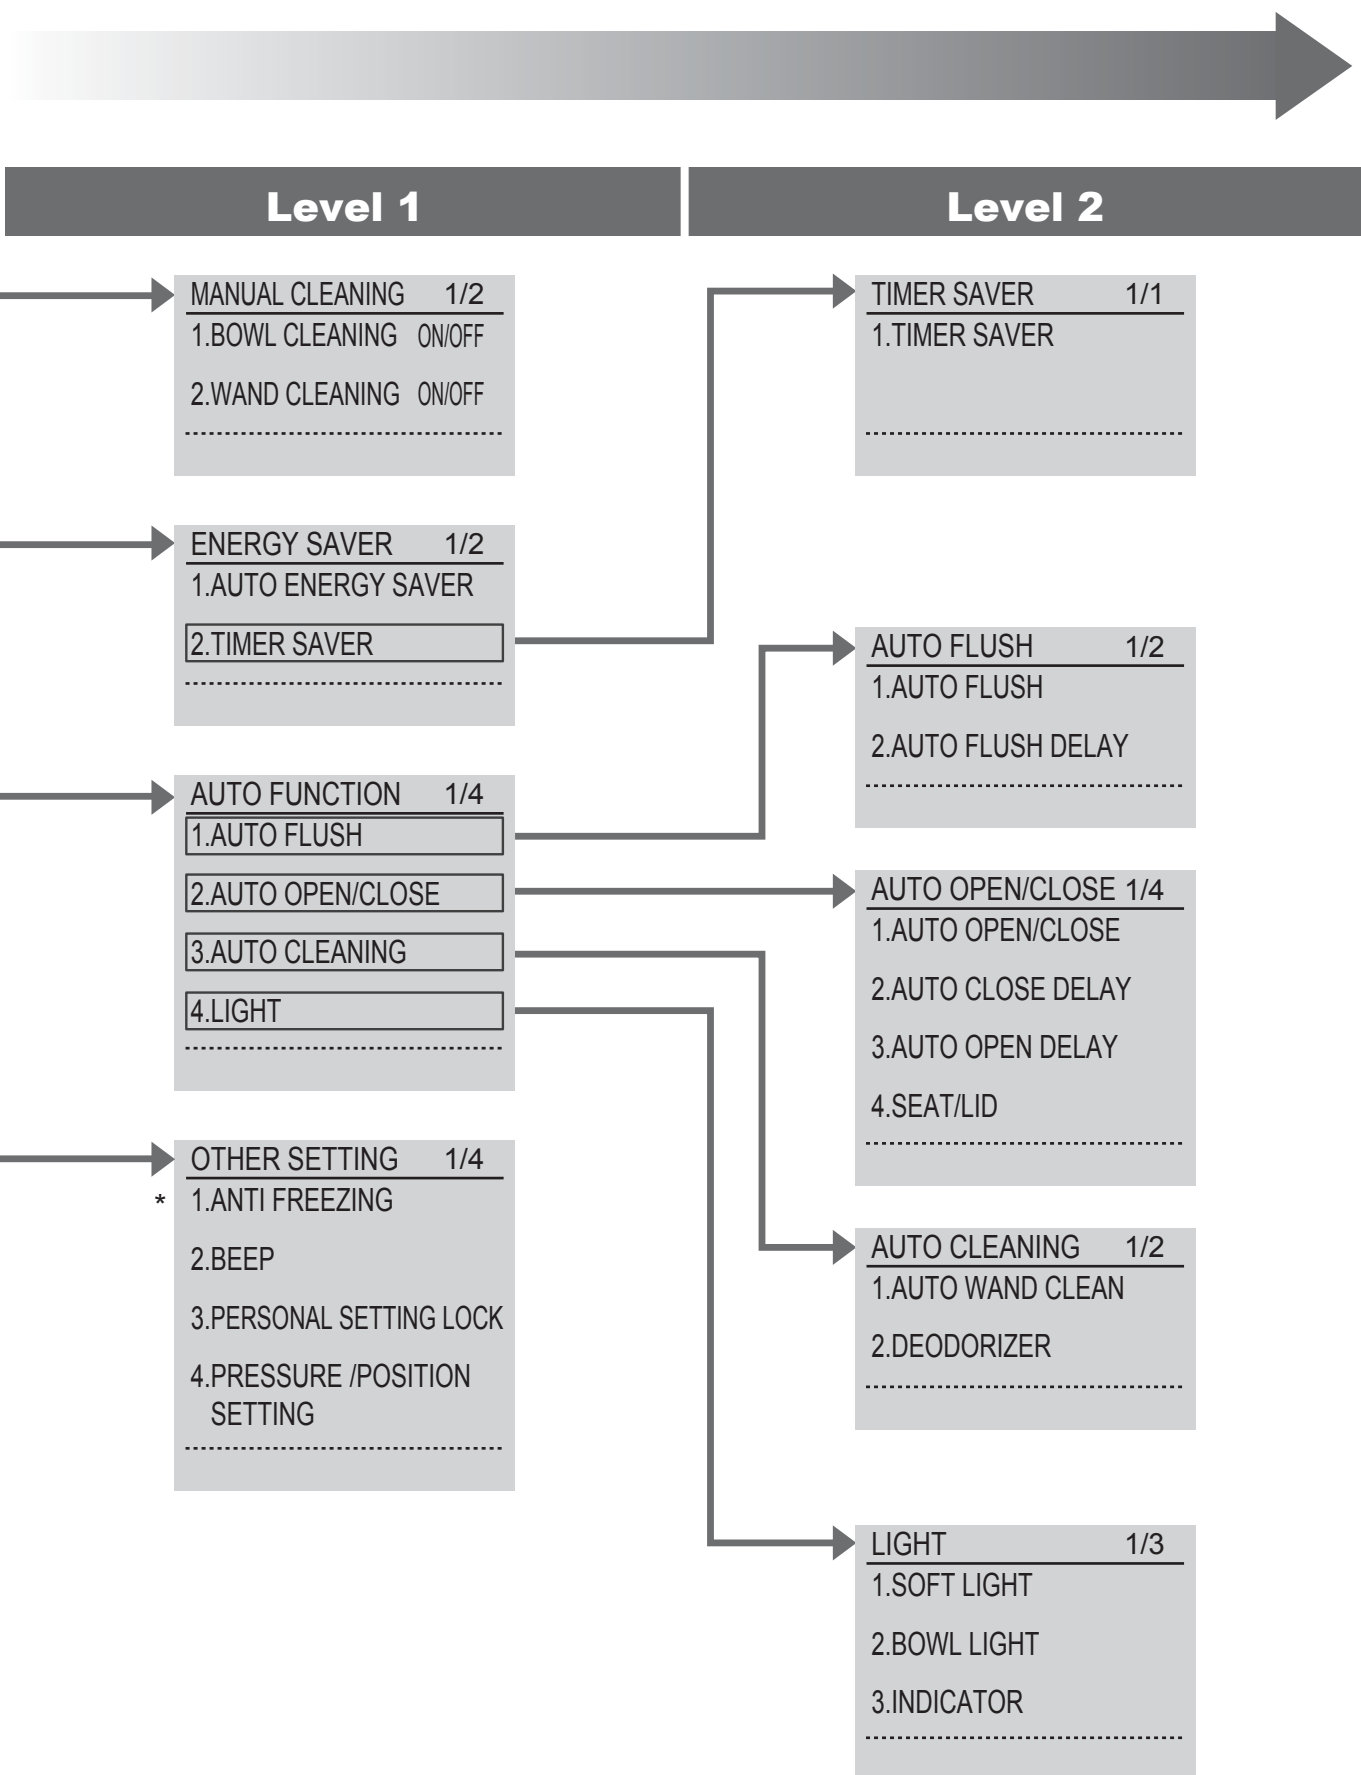 Level 1
Level 2
MANUAL CLEANING 1/2
1.BOWL CLEANING ON/OFF
2.WAND CLEANING ON/OFF
ENERGY SAVER 1/2
1.AUTO ENERGY SAVER
2.TIMER SAVER
AUTO FUNCTION 1/4
1.AUTO FLUSH
2.AUTO OPEN/CLOSE
3.AUTO CLEANING
4.LIGHT
OTHER SETTING 1/4
* 1.ANTI FREEZING
2.BEEP
3.PERSONAL SETTING LOCK
4.PRESSURE /POSITION
SETTING
TIMER SAVER 1/1
1.TIMER SAVER
AUTO FLUSH 1/2
1.AUTO FLUSH
2.AUTO FLUSH DELAY
AUTO OPEN/CLOSE 1/4
1.AUTO OPEN/CLOSE
2.AUTO CLOSE DELAY
3.AUTO OPEN DELAY
4.SEAT/LID
AUTO CLEANING 1/2
1.AUTO WAND CLEAN
2.DEODORIZER
LIGHT 1/3
1.SOFT LIGHT
2.BOWL LIGHT
3.INDICATOR